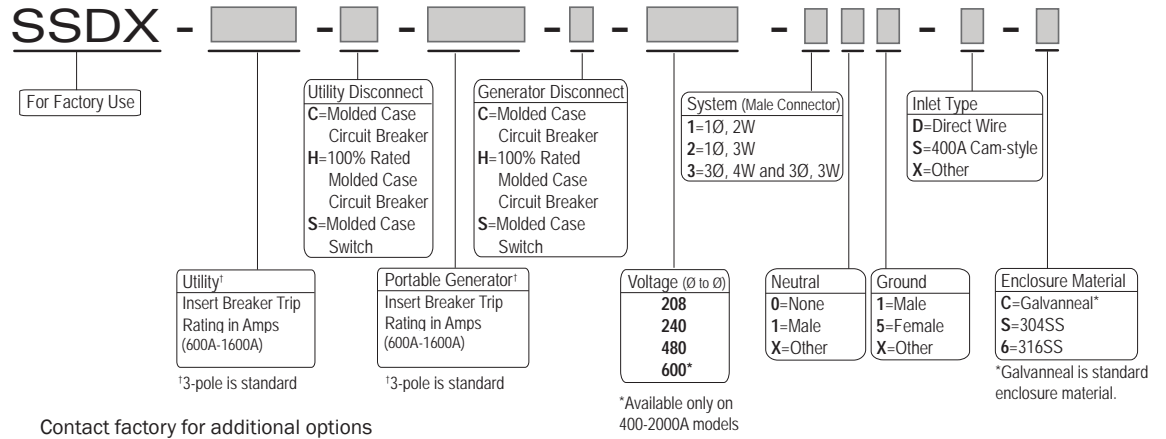 SSDX - - - - - - -
For Factory Use
Utility Disconnect
C=Molded Case
Circuit Breaker
H=100% Rated
Molded Case
Circuit Breaker
S=Molded Case
Switch
Generator Disconnect
C=Molded Case
Circuit Breaker
H=100% Rated
Molded Case
Circuit Breaker
S=Molded Case
Switch
System (Male Connector)
1=1Ø, 2W
2=1Ø, 3W
3=3Ø, 4W and 3Ø, 3W
Inlet Type
D=Direct Wire
S=400A Cam-style
X=Other
Utility†
Insert Breaker Trip
Rating in Amps
(600A-1600A)
†3-pole is standard
Portable Generator†
Insert Breaker Trip
Rating in Amps
(600A-1600A)
†3-pole is standard
Voltage (Ø to Ø)
208
240
480
600*
*Available only on
400-2000A models
Neutral
0=None
1=Male
X=Other
Ground
1=Male
5=Female
X=Other
Enclosure Material
C=Galvanneal*
S=304SS
6=316SS
*Galvanneal is standard
enclosure material.
Contact factory for additional options